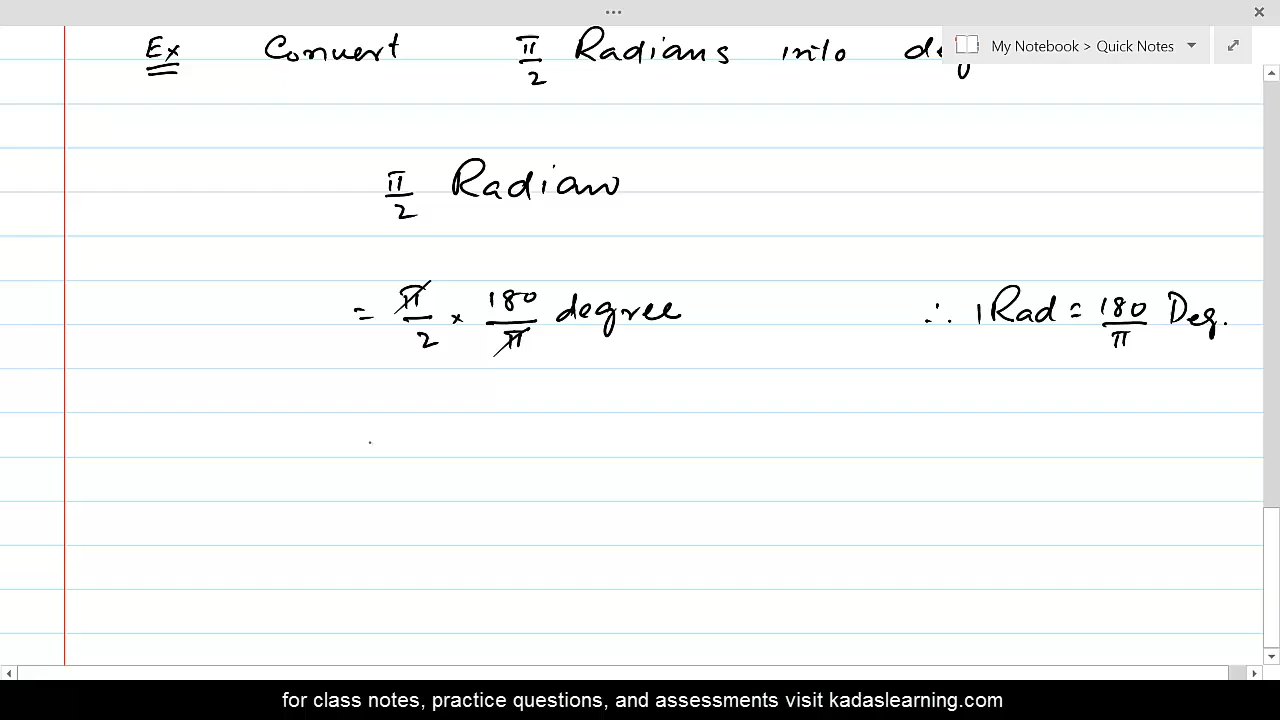 My Notebook > Quick Notes
Ex Convert π/2 Radians into
π/2 Radian
= π/2 × 180/π degree ∴ 1 Rad = 180/π Deg.
for class notes, practice questions, and assessments visit kadaslearning.com